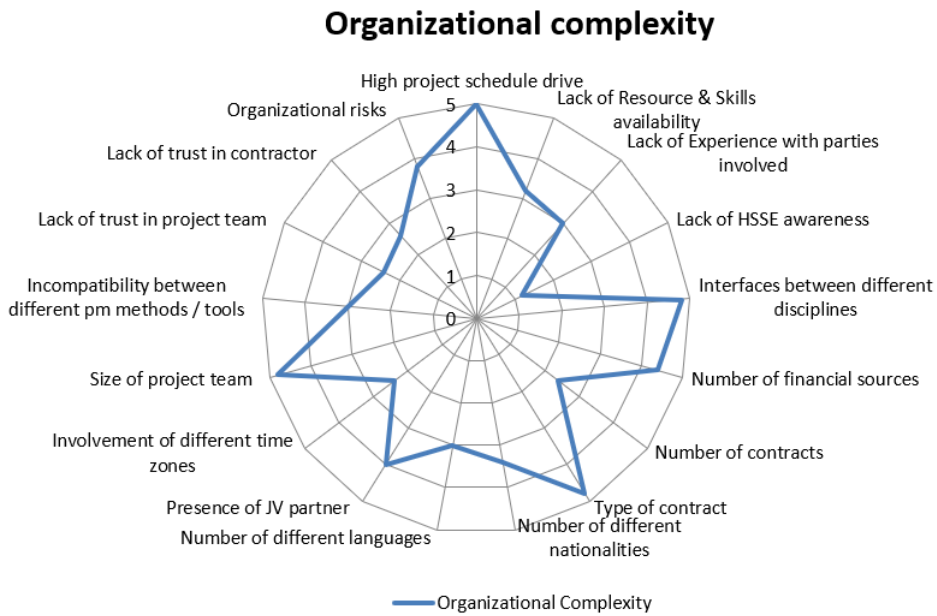 Organizational complexity
High project schedule drive
Lack of Resource & Skills
availability
Lack of Experience with parties
involved
Lack of HSSE awareness
Interfaces between different
disciplines
Number of financial sources
Number of contracts
Type of contract
Number of different
nationalities
Number of different languages
Presence of JV partner
Involvement of different time
zones
Size of project team
Incompatibility between
different pm methods / tools
Lack of trust in project team
Lack of trust in contractor
Organizational risks
5
4
3
2
1
0
Organizational Complexity